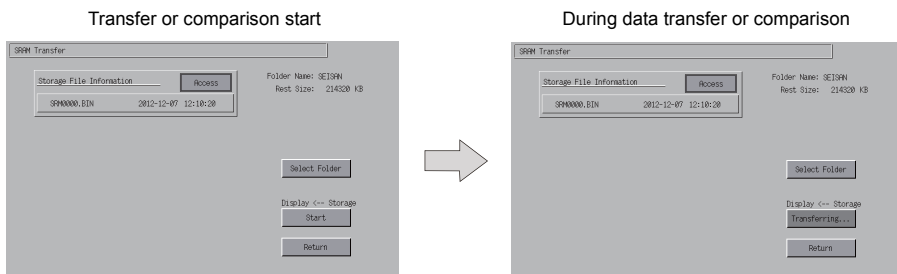 Transfer or comparison start
SRAM Transfer
Storage File Information
Access
SRM0000.BIN 2012-12-07 12:10:20
Folder Name: SEISAN
Rest Size: 214320 KB
Select Folder
Display <-- Storage
Start
Return
During data transfer or comparison
SRAM Transfer
Storage File Information
Access
SRM0000.BIN 2012-12-07 12:10:20
Folder Name: SEISAN
Rest Size: 214320 KB
Select Folder
Display <-- Storage
Transferring...
Return